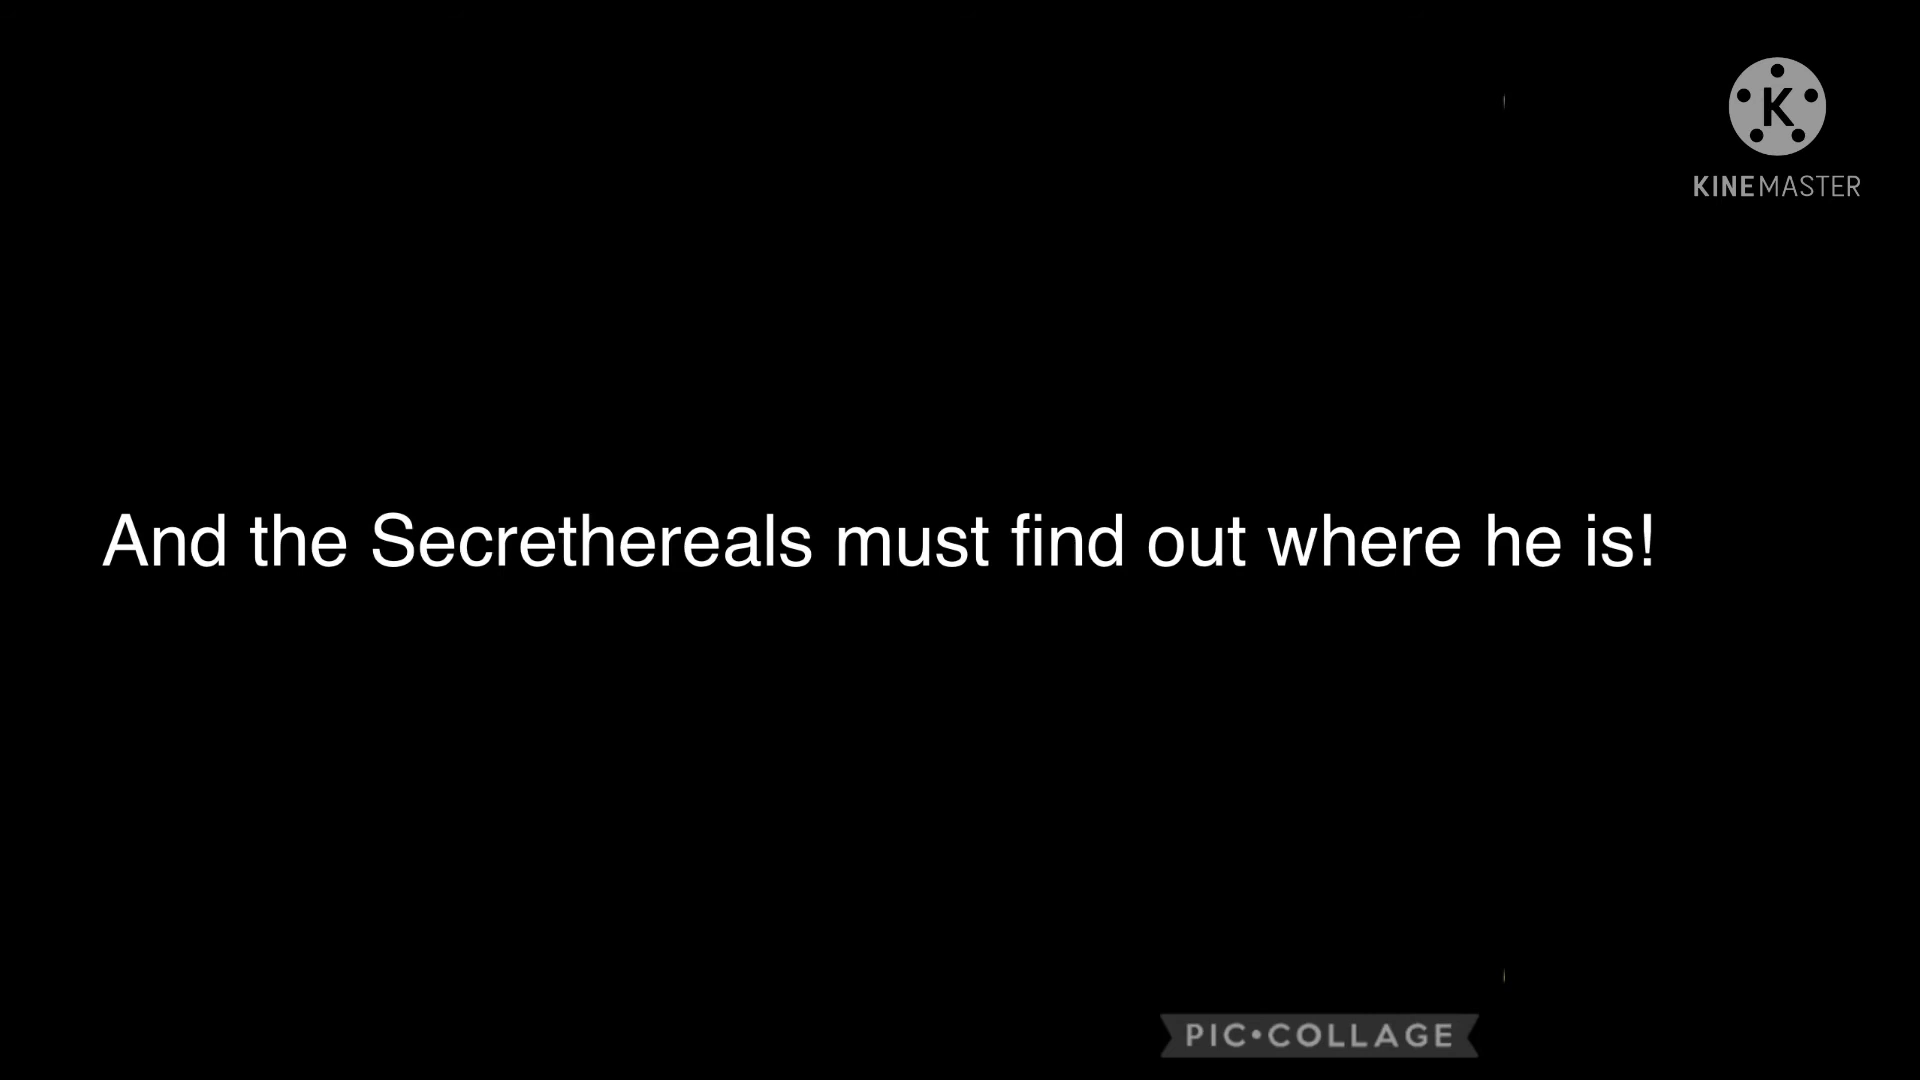 K
KINEMASTER
And the Secrethereals must find out where he is!
PIC•COLLAGE